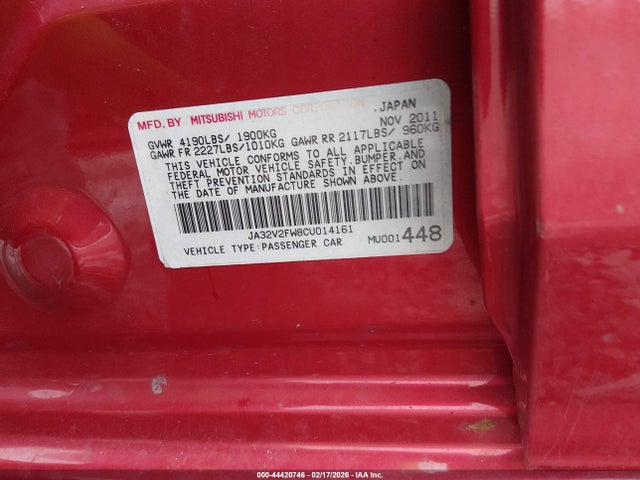 MFD.BY MITSUBISHI MOTORS CORPORATION .JAPAN
NOV 2011
GVWR 4190LBS/ 1900KG
GAWR FR 2227LBS/1010KG GAWR RR 2117LBS/ 960KG
THIS VEHICLE CONFORMS TO ALL APPLICABLE
FEDERAL MOTOR VEHICLE SAFETY.BUMPER.AND
THEFT PREVENTION STANDARDS IN EFFECT ON
THE DATE OF MANUFACTURE SHOWN ABOVE.
JA32V2FW8CU014161
VEHICLE TYPE:PASSENGER CAR MU001448
000-44420746 - 02/17/2026 - IAA Inc.